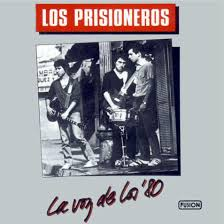 LOS PRISIONEROS
La voz de los '80
FUSION